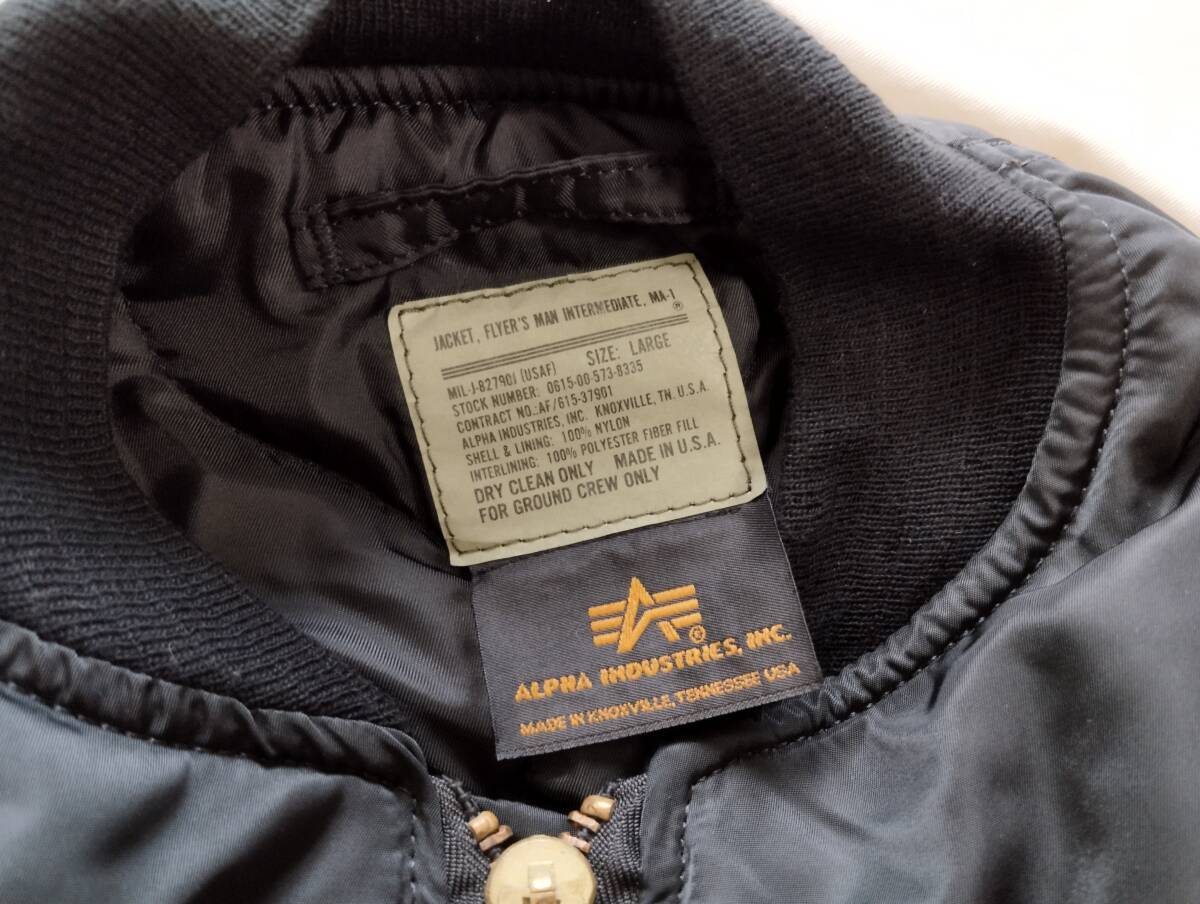 JACKET, FLYER'S MAN INTERMEDIATE, MA-1
®
MIL-J-82790J (USAF) SIZE: LARGE
STOCK NUMBER: 0615-00-573-8335
CONTRACT NO.:AF/615-37901
ALPHA INDUSTRIES, INC. KNOXVILLE, TN. U.S.A.
SHELL & LINING: 100% NYLON
INTERLINING: 100% POLYESTER FIBER FILL
DRY CLEAN ONLY MADE IN U.S.A.
FOR GROUND CREW ONLY
®
ALPHA INDUSTRIES, INC.
MADE IN KNOXVILLE, TENNESSEE USA